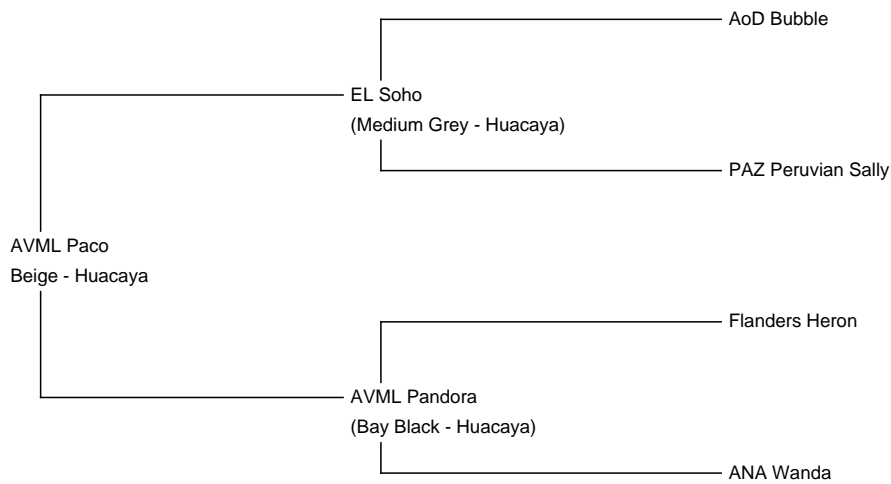 AoD Bubble
EL Soho
(Medium Grey - Huacaya)
PAZ Peruvian Sally
AVML Paco
Beige - Huacaya
Flanders Heron
AVML Pandora
(Bay Black - Huacaya)
ANA Wanda